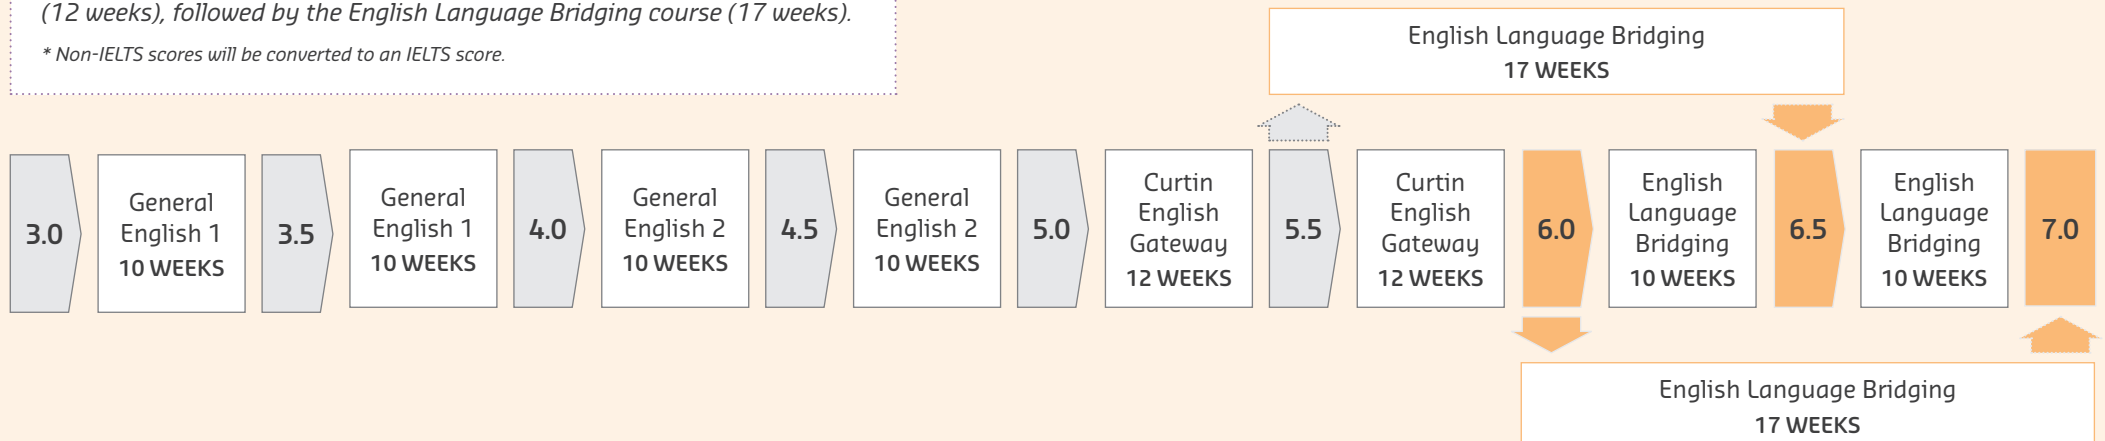 (12 weeks), followed by the English Language Bridging course (17 weeks).
* Non-IELTS scores will be converted to an IELTS score.
English Language Bridging
17 WEEKS
3.0
General
English 1
10 WEEKS
3.5
General
English 1
10 WEEKS
4.0
General
English 2
10 WEEKS
4.5
General
English 2
10 WEEKS
5.0
Curtin
English
Gateway
12 WEEKS
5.5
Curtin
English
Gateway
12 WEEKS
6.0
English
Language
Bridging
10 WEEKS
6.5
English
Language
Bridging
10 WEEKS
7.0
English Language Bridging
17 WEEKS